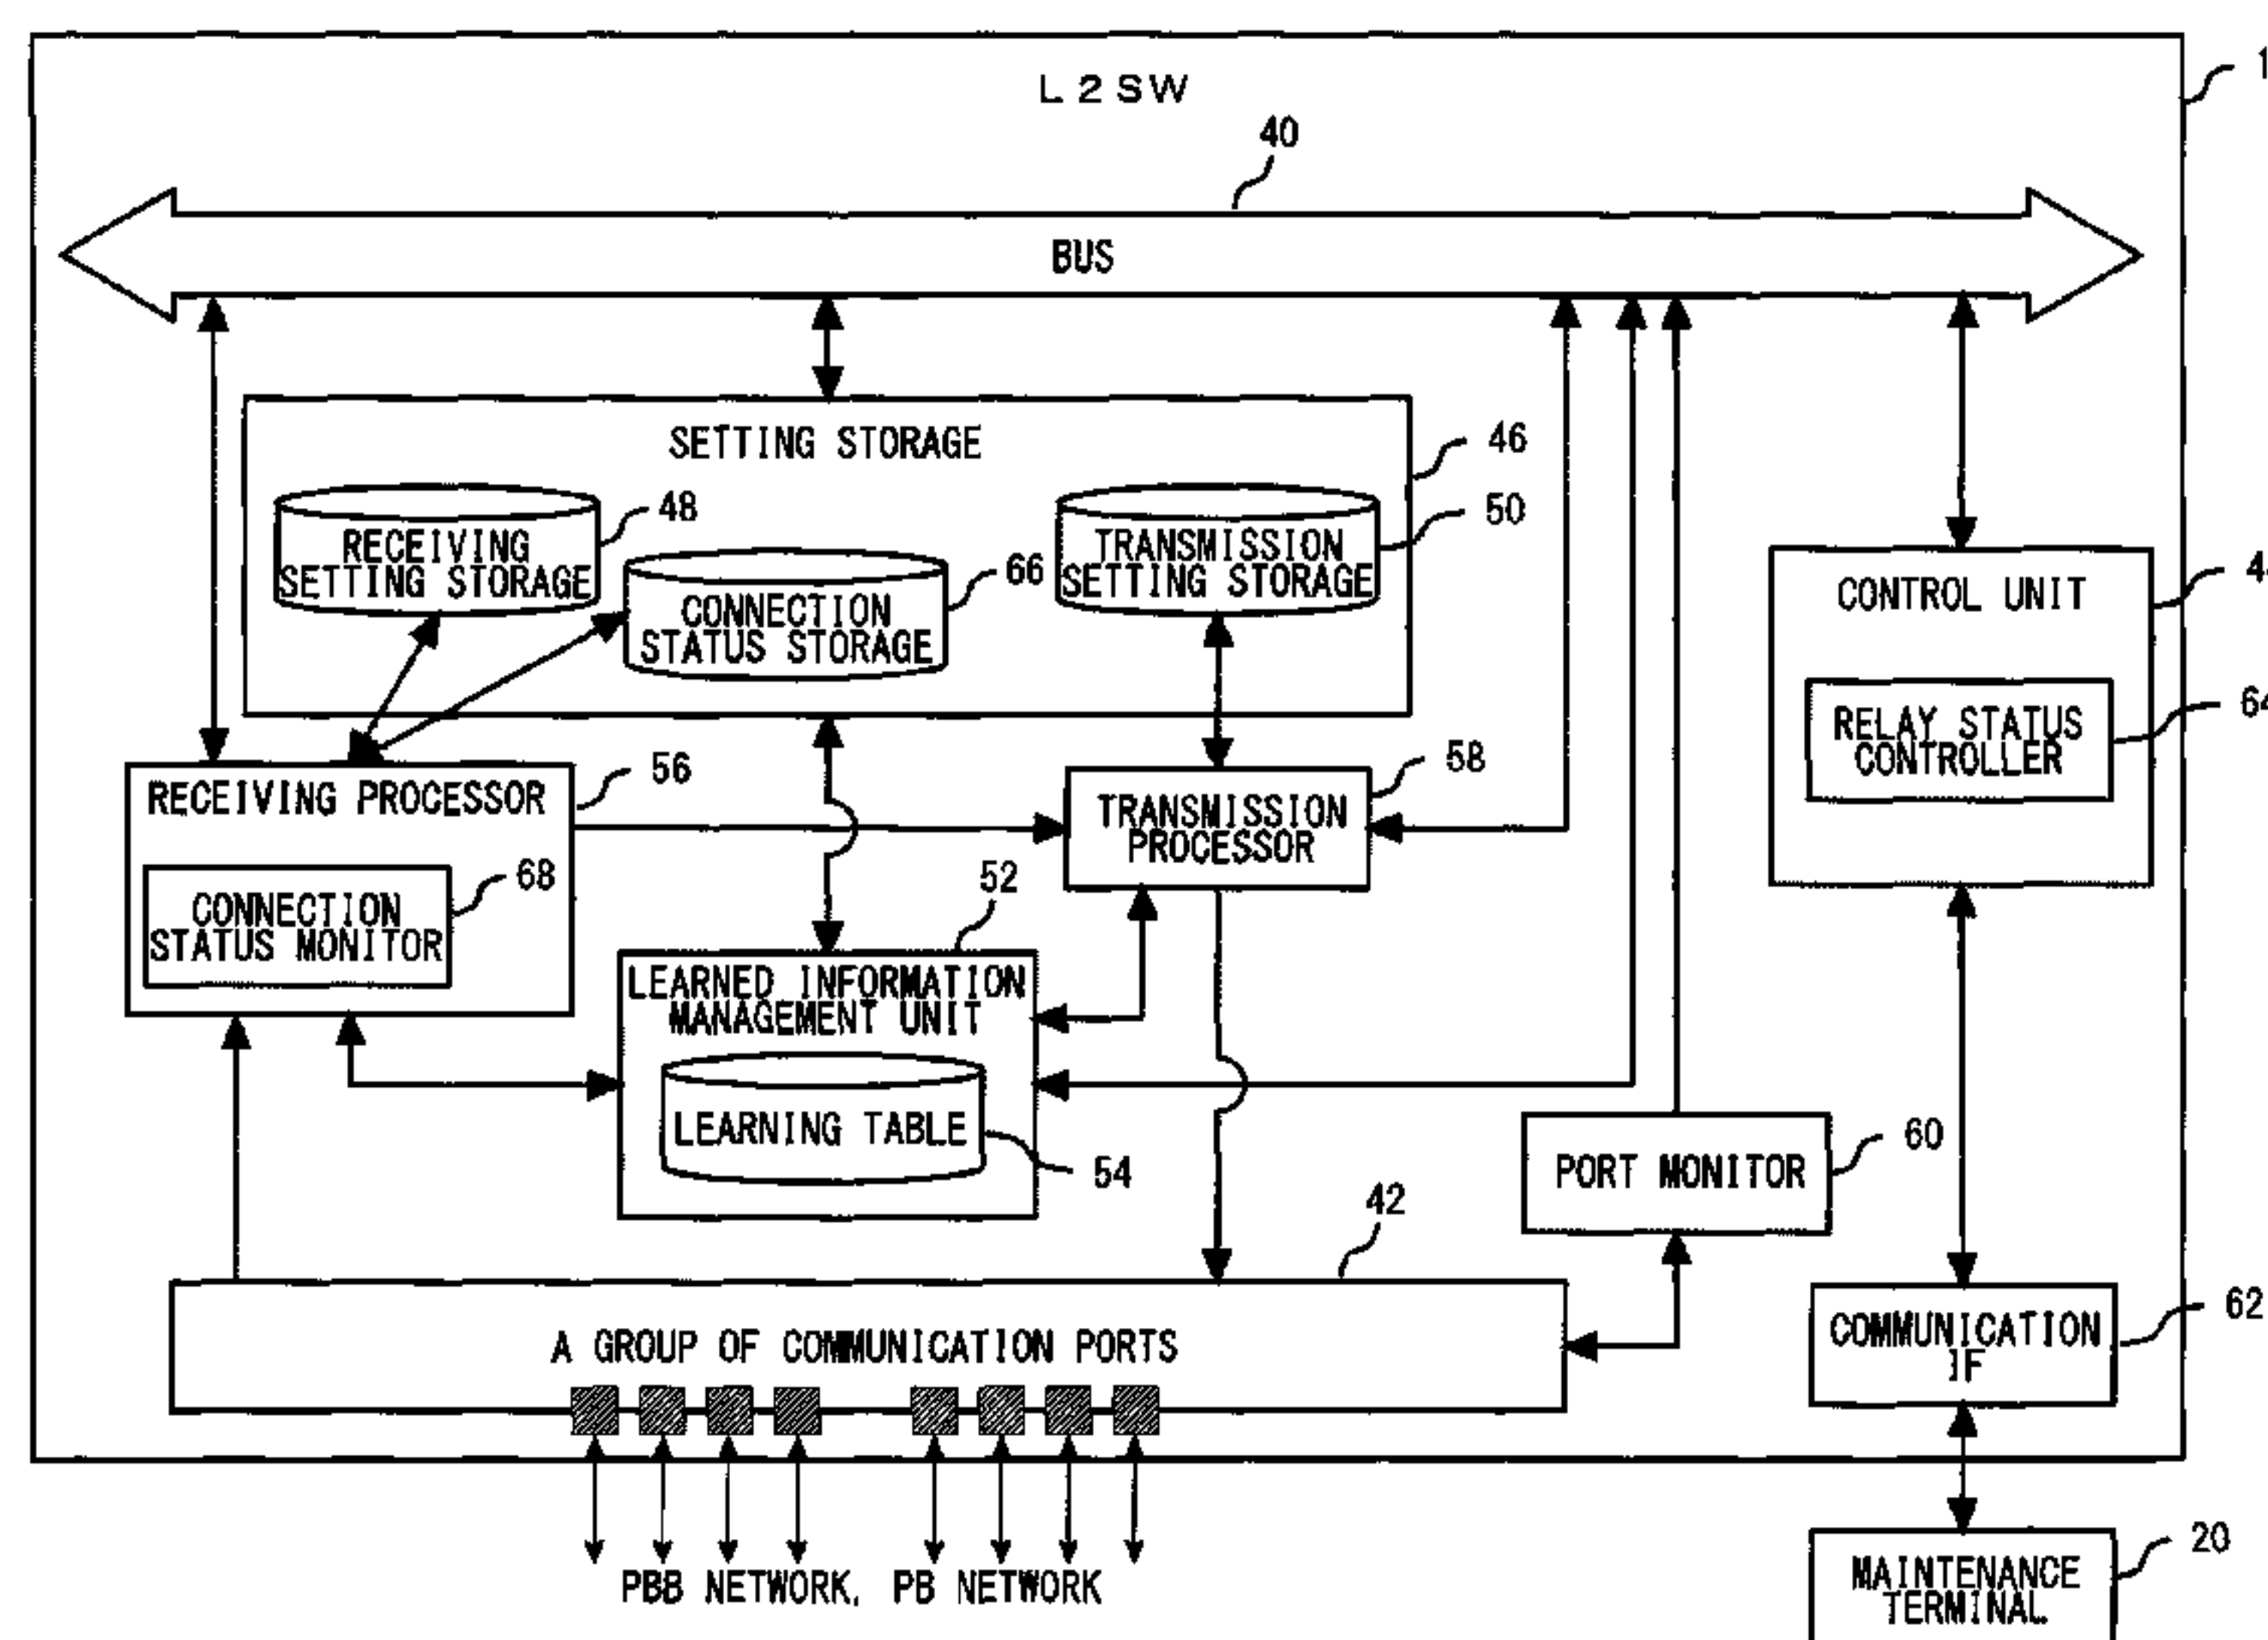 L2SW
1
40
BUS
SETTING STORAGE
46
48
RECEIVING
SETTING STORAGE
66
CONNECTION
STATUS STORAGE
50
TRANSMISSION
SETTING STORAGE
4
CONTROL UNIT
64
RELAY STATUS
CONTROLLER
56
RECEIVING PROCESSOR
58
TRANSMISSION
PROCESSOR
68
CONNECTION
STATUS MONITOR
52
LEARNED INFORMATION
MANAGEMENT UNIT
LEARNING TABLE
54
60
PORT MONITOR
42
A GROUP OF COMMUNICATION PORTS
62
COMMUNICATION
IF
PBB NETWORK, PB NETWORK
20
MAINTENANCE
TERMINAL